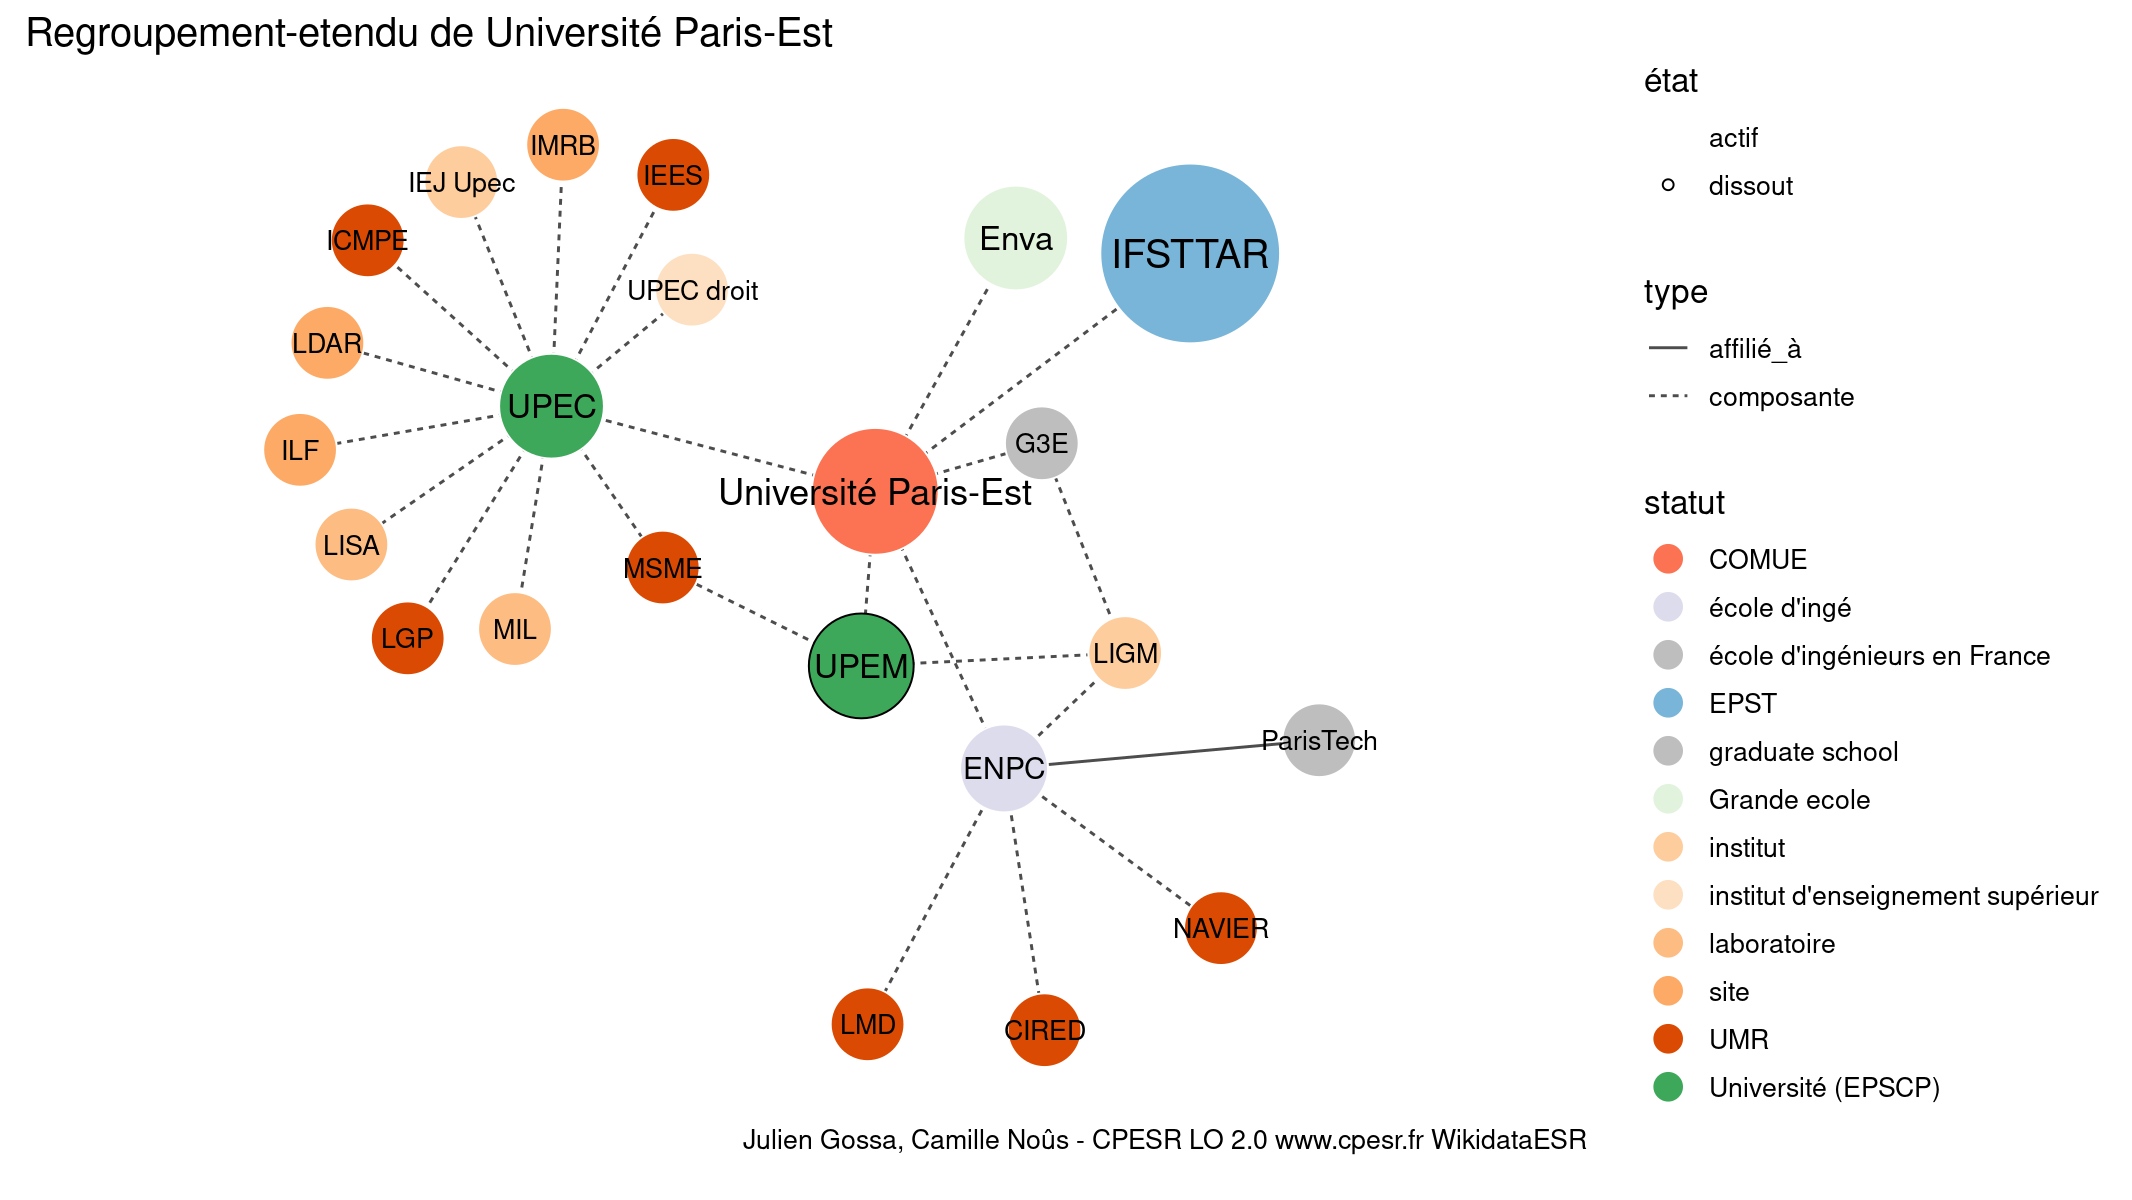 Regroupement-etendu de Université Paris-Est
IMRB
IEES
IEJ Upec
ICMPE
Enva
IFSTTAR
UPEC droit
LDAR
UPEC
ILF
G3E
Université Paris-Est
LISA
MSME
LGP
MIL
UPEM
LIGM
ParisTech
ENPC
NAVIER
LMD
CIRED
état
actif
dissout
type
affilié_à
composante
statut
COMUE
école d'ingé
école d'ingénieurs en France
EPST
graduate school
Grande ecole
institut
institut d'enseignement supérieur
laboratoire
site
UMR
Université (EPSCP)
Julien Gossa, Camille Noûs - CPESR LO 2.0 www.cpesr.fr WikidataESR